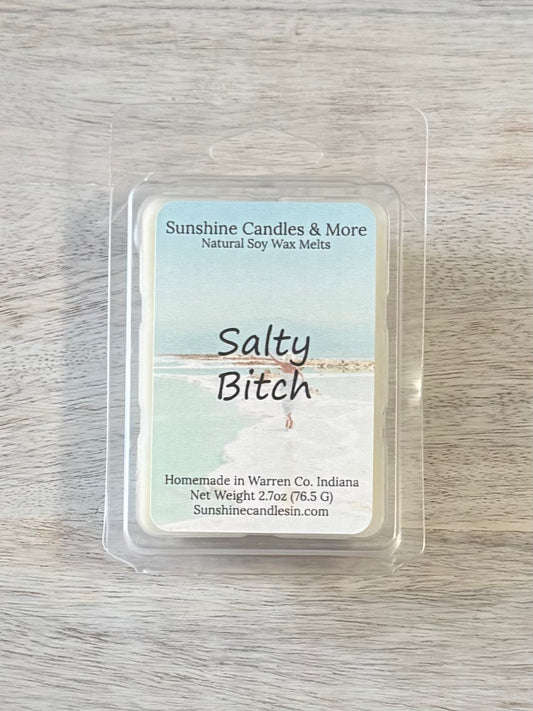 Sunshine Candles & More
Natural Soy Wax Melts
Salty
Bitch
Homemade in Warren Co. Indiana
Net Weight 2.7oz (76.5 G)
Sunshinecandlesin.com